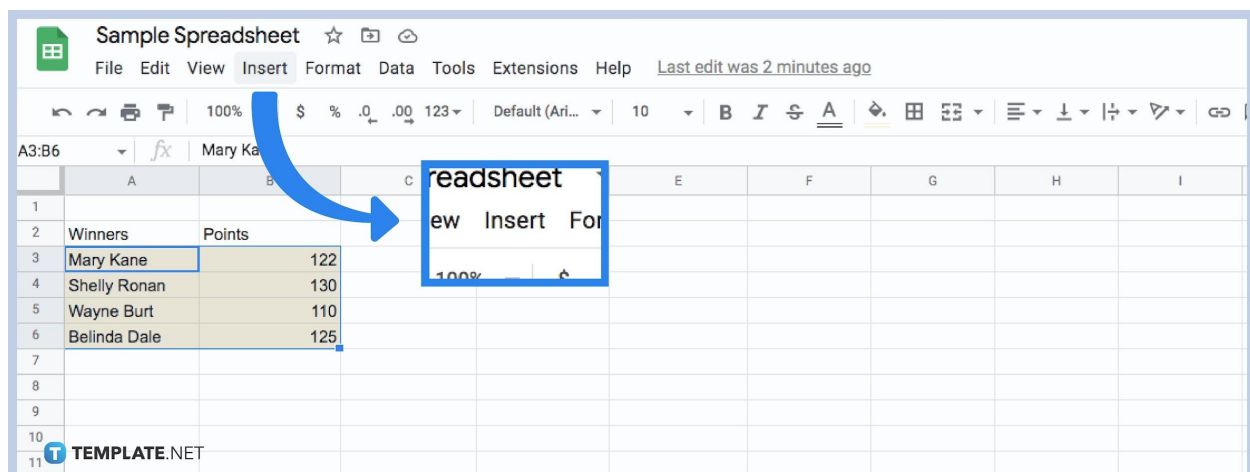 Sample Spreadsheet
File Edit View Insert Format Data Tools Extensions Help Last edit was 2 minutes ago
100% $ % .0 .00 123 Default (Ari... 10 B I S A
A3:B6 fx Mary Ka
A B C E F G H I
readsheet
ew Insert For
100% $
1
2 Winners Points
3 Mary Kane 122
4 Shelly Ronan 130
5 Wayne Burt 110
6 Belinda Dale 125
7
8
9
10
T TEMPLATE.NET
11